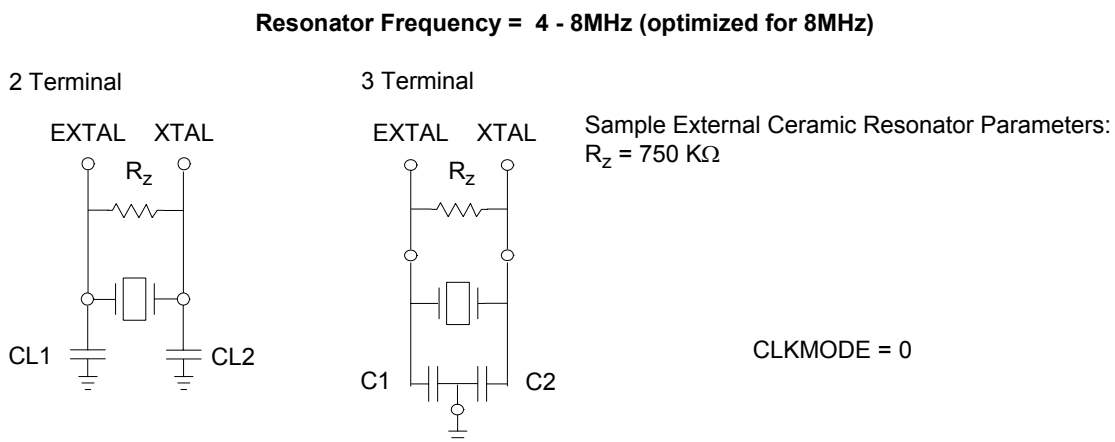 Resonator Frequency = 4 - 8MHz (optimized for 8MHz)
2 Terminal
EXTAL XTAL
Rz
CL1
CL2
3 Terminal
EXTAL XTAL
Rz
C1
C2
Sample External Ceramic Resonator Parameters:
Rz = 750 KΩ
CLKMODE = 0